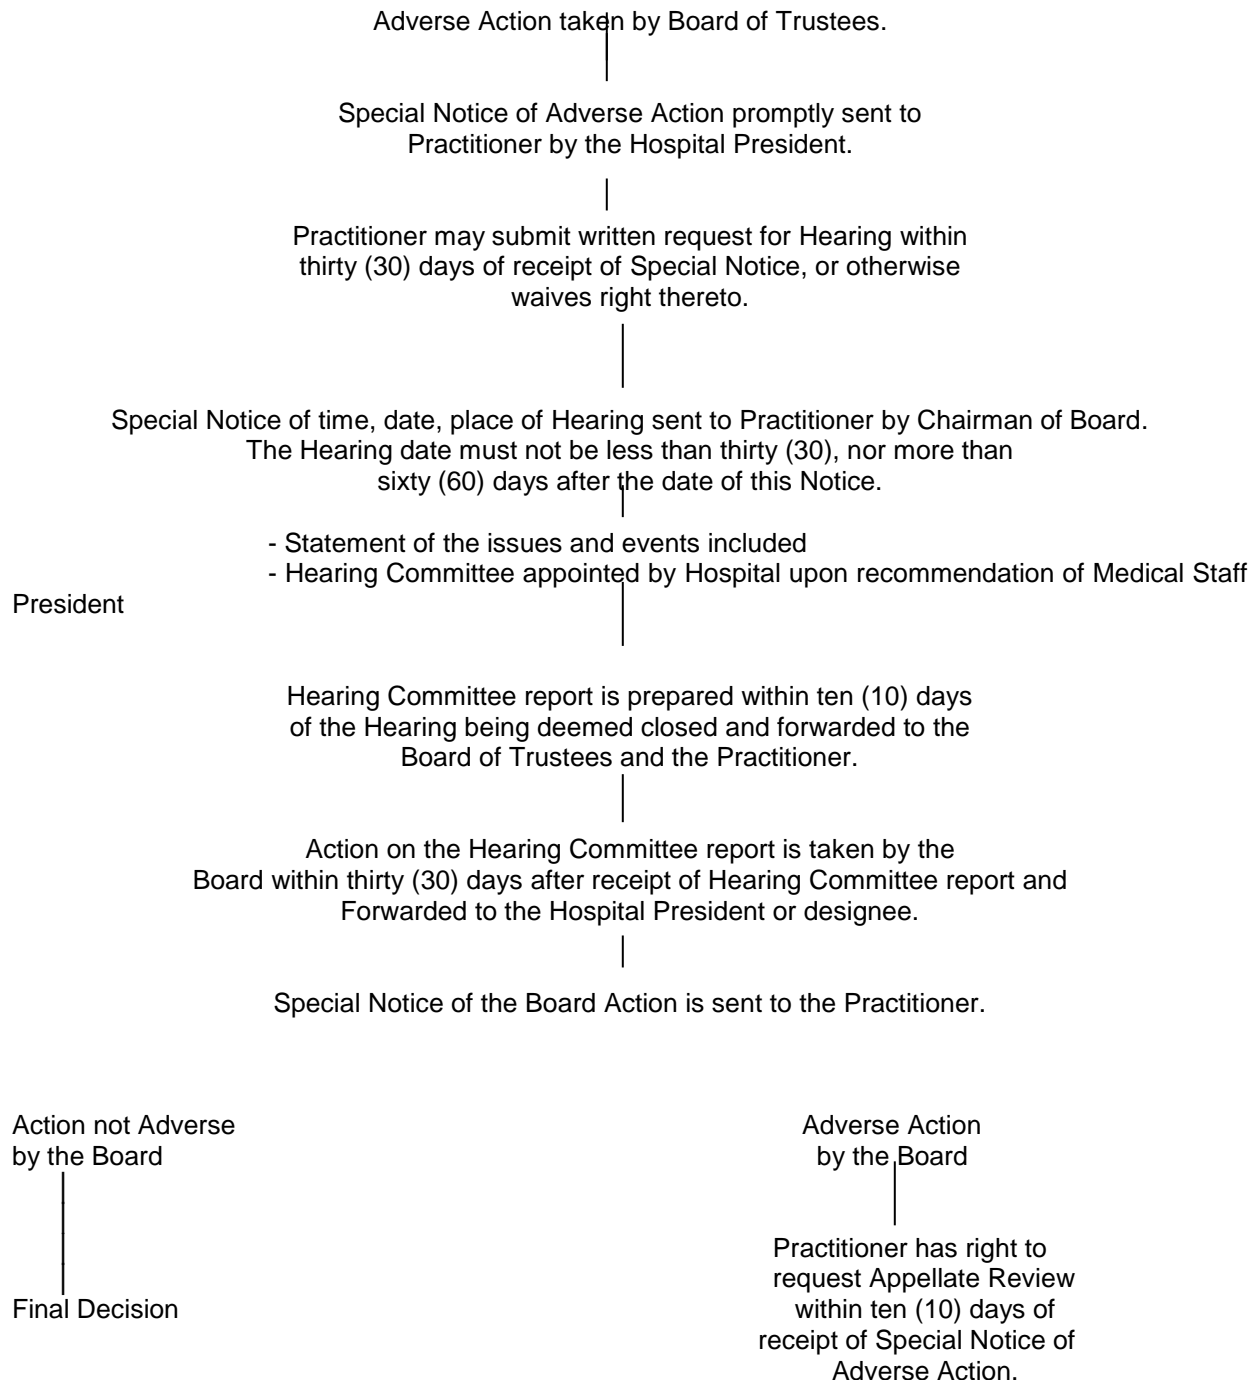 Adverse Action taken by Board of Trustees.
Special Notice of Adverse Action promptly sent to
Practitioner by the Hospital President.
Practitioner may submit written request for Hearing within
thirty (30) days of receipt of Special Notice, or otherwise
waives right thereto.
Special Notice of time, date, place of Hearing sent to Practitioner by Chairman of Board.
The Hearing date must not be less than thirty (30), nor more than
sixty (60) days after the date of this Notice.
- Statement of the issues and events included
- Hearing Committee appointed by Hospital upon recommendation of Medical Staff
President
Hearing Committee report is prepared within ten (10) days
of the Hearing being deemed closed and forwarded to the
Board of Trustees and the Practitioner.
Action on the Hearing Committee report is taken by the
Board within thirty (30) days after receipt of Hearing Committee report and
Forwarded to the Hospital President or designee.
Special Notice of the Board Action is sent to the Practitioner.
Action not Adverse
by the Board
Final Decision
Adverse Action
by the Board
Practitioner has right to
request Appellate Review
within ten (10) days of
receipt of Special Notice of
Adverse Action.